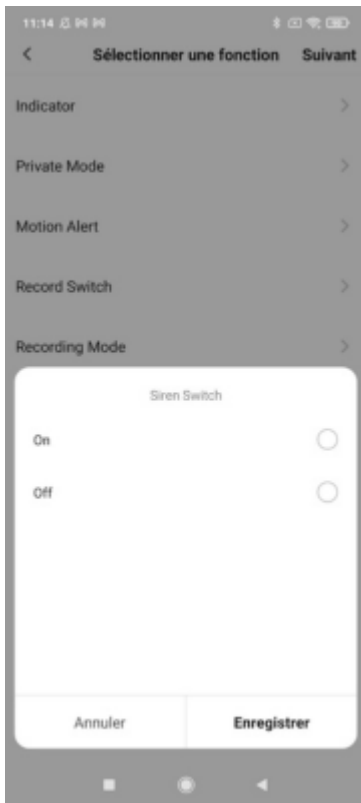 11:14
Sélectionner une fonction Suivant
Indicator
Private Mode
Motion Alert
Record Switch
Recording Mode
Siren Switch
On
Off
Annuler Enregistrer